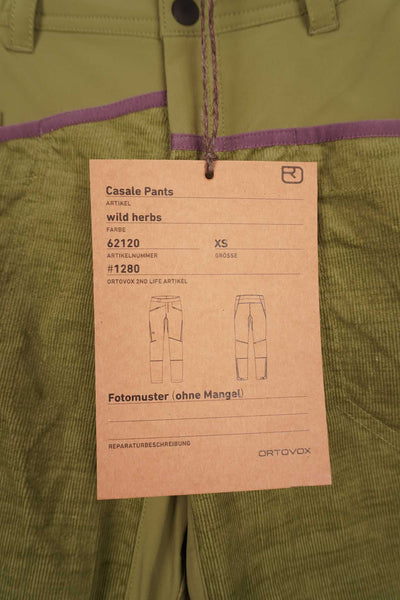 Casale Pants
ARTIKEL
wild herbs
FARBE
62120 XS
ARTIKELNUMMER GRÖSSE
#1280
ORTOVOX 2ND LIFE ARTIKEL
Fotomuster (ohne Mangel)
REPARATURBESCHREIBUNG
ORTOVOX